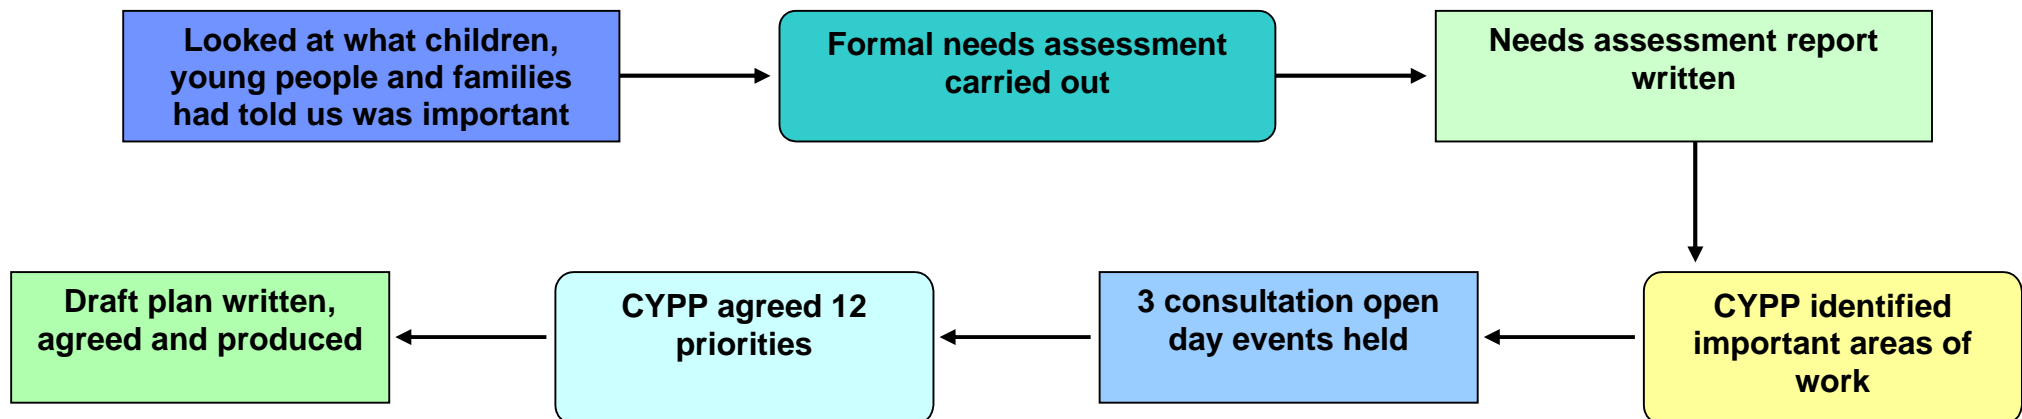 Looked at what children,
young people and families
had told us was important
Formal needs assessment
carried out
Needs assessment report
written
CYPP identified
important areas of
work
3 consultation open
day events held
CYPP agreed 12
priorities
Draft plan written,
agreed and produced